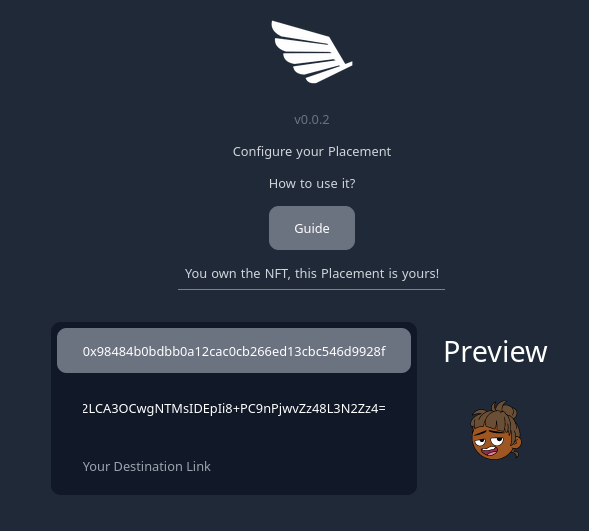 v0.0.2
Configure your Placement
How to use it?
Guide
You own the NFT, this Placement is yours!
0x98484b0bdbb0a12cac0cb266ed13cbc546d9928f
Preview
2LCA3OCwgNTMsIDEpIi8+PC9nPjwvZz48L3N2Zz4=
Your Destination Link